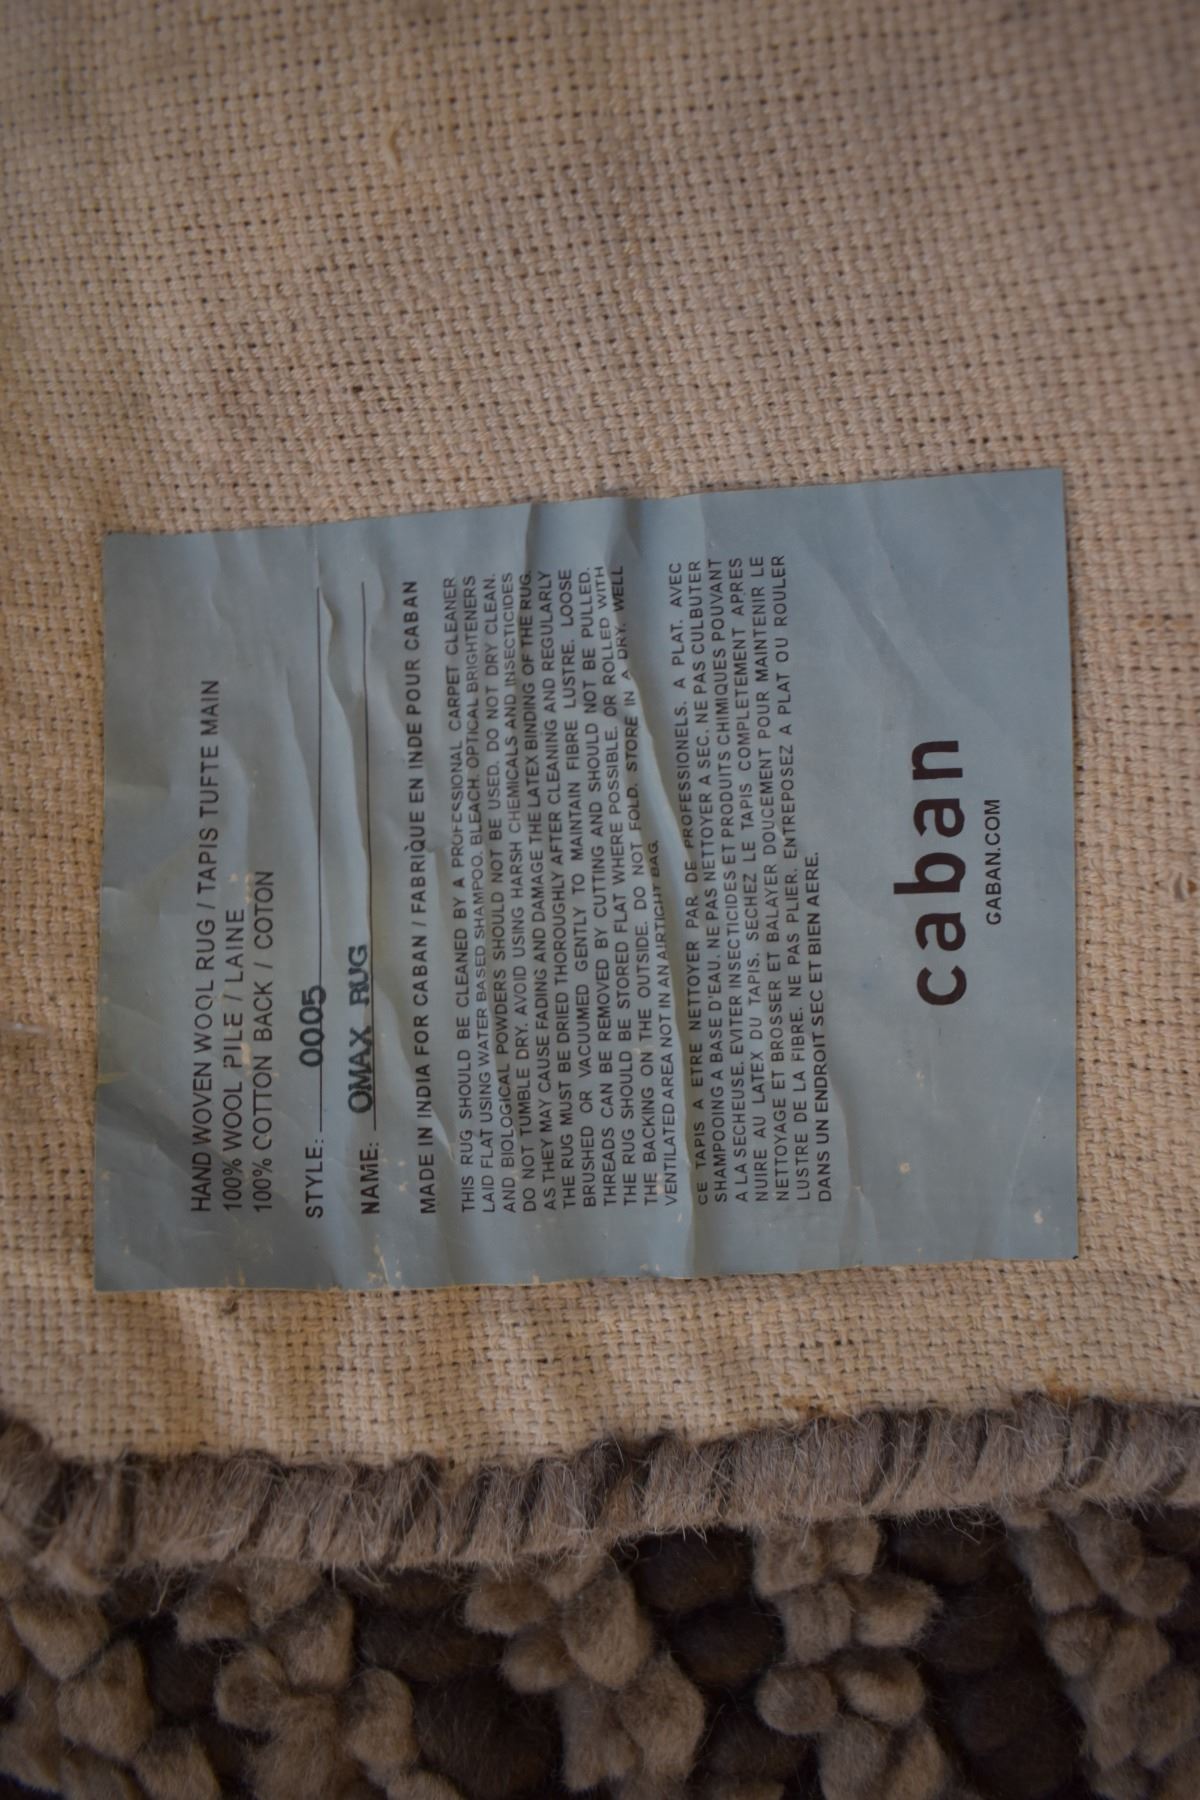 HAND WOVEN WOOL RUG / TAPIS TUFTE MAIN
100% WOOL PILE / LAINE
100% COTTON BACK / COTON
STYLE: 0005
NAME: OMAX RUG
MADE IN INDIA FOR CABAN / FABRIQUE EN INDE POUR CABAN
THIS RUG SHOULD BE CLEANED BY A PROFESSIONAL CARPET CLEANER
LAID FLAT USING WATER BASED SHAMPOO. BLEACH, OPTICAL BRIGHTENERS
AND BIOLOGICAL POWDERS SHOULD NOT BE USED. DO NOT DRY CLEAN.
DO NOT TUMBLE DRY. AVOID USING HARSH CHEMICALS AND INSECTICIDES
AS THEY MAY CAUSE FADING AND DAMAGE THE LATEX BINDING OF THE RUG.
THE RUG MUST BE DRIED THOROUGHLY AFTER CLEANING AND REGULARLY
BRUSHED OR VACUUMED GENTLY TO MAINTAIN FIBRE LUSTRE. LOOSE
THREADS CAN BE REMOVED BY CUTTING AND SHOULD NOT BE PULLED.
THE RUG SHOULD BE STORED FLAT WHERE POSSIBLE. OR ROLLED WITH
THE BACKING ON THE OUTSIDE. DO NOT FOLD. STORE IN A DRY, WELL
VENTILATED AREA NOT IN AN AIRTIGHT BAG.
CE TAPIS A ETRE NETTOYER PAR DE PROFESSIONELS. A PLAT. AVEC
SHAMPOOING A BASE D'EAU. NE PAS NETTOYER A SEC. NE PAS CULBUTER
A LA SECHEUSE. EVITER INSECTICIDES ET PRODUITS CHIMIQUES POUVANT
NUIRE AU LATEX DU TAPIS. SECHEZ LE TAPIS COMPLETEMENT APRES
NETTOYAGE ET BROSSER ET BALAYER DOUCEMENT POUR MAINTENIR LE
LUSTRE DE LA FIBRE. NE PAS PLIER. ENTREPOSEZ A PLAT OU ROULER
DANS UN ENDROIT SEC ET BIEN AERE.
caban
GABAN.COM